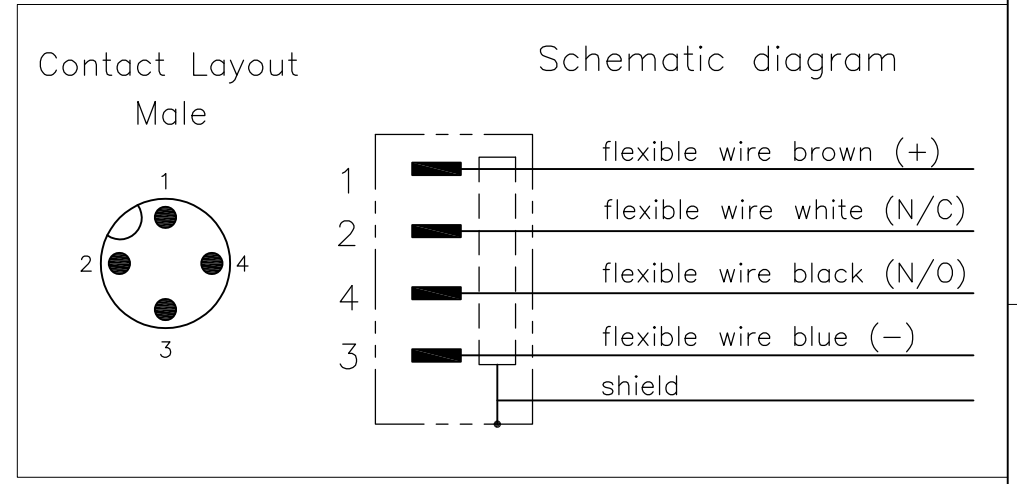 Contact Layout
Male
1
2
4
3
Schematic diagram
1 flexible wire brown (+)
2 flexible wire white (N/C)
4 flexible wire black (N/O)
3 flexible wire blue (−)
shield